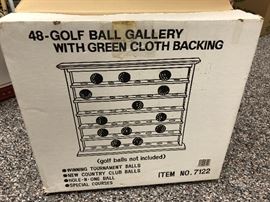 48-GOLF BALL GALLERY
WITH GREEN CLOTH BACKING
(golf balls not included)
●WINNING TOURNAMENT BALLS
●NEW COUNTRY CLUB BALLS
●HOLE-N-ONE BALL
●SPECIAL COURSES
ITEM NO. 7122